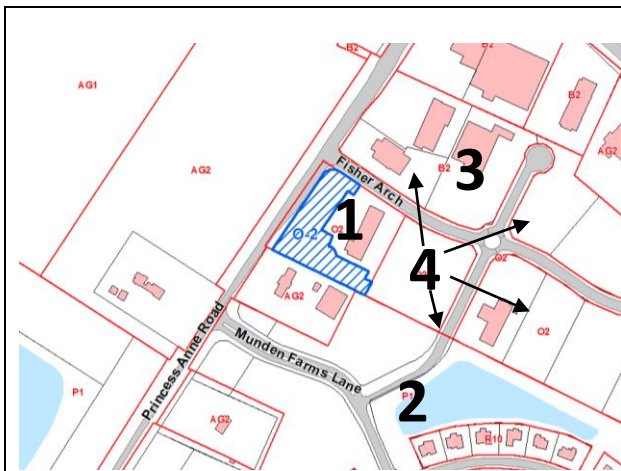 B2
B2
AG1
B2
AG2
AG2
Fisher Arch
B2
3
1
O2
O-2
4
O2
AG2
O2
Princess Anne Road
Munden Farms Lane
P1
P1
2
AG2
R10